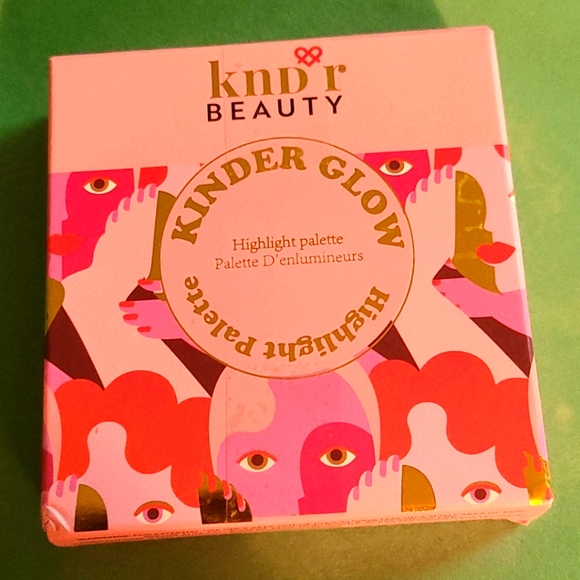 knD r
BEAUTY
KINDER GLOW
Highlight palette
Palette D'enlumineurs
Highlight Palette